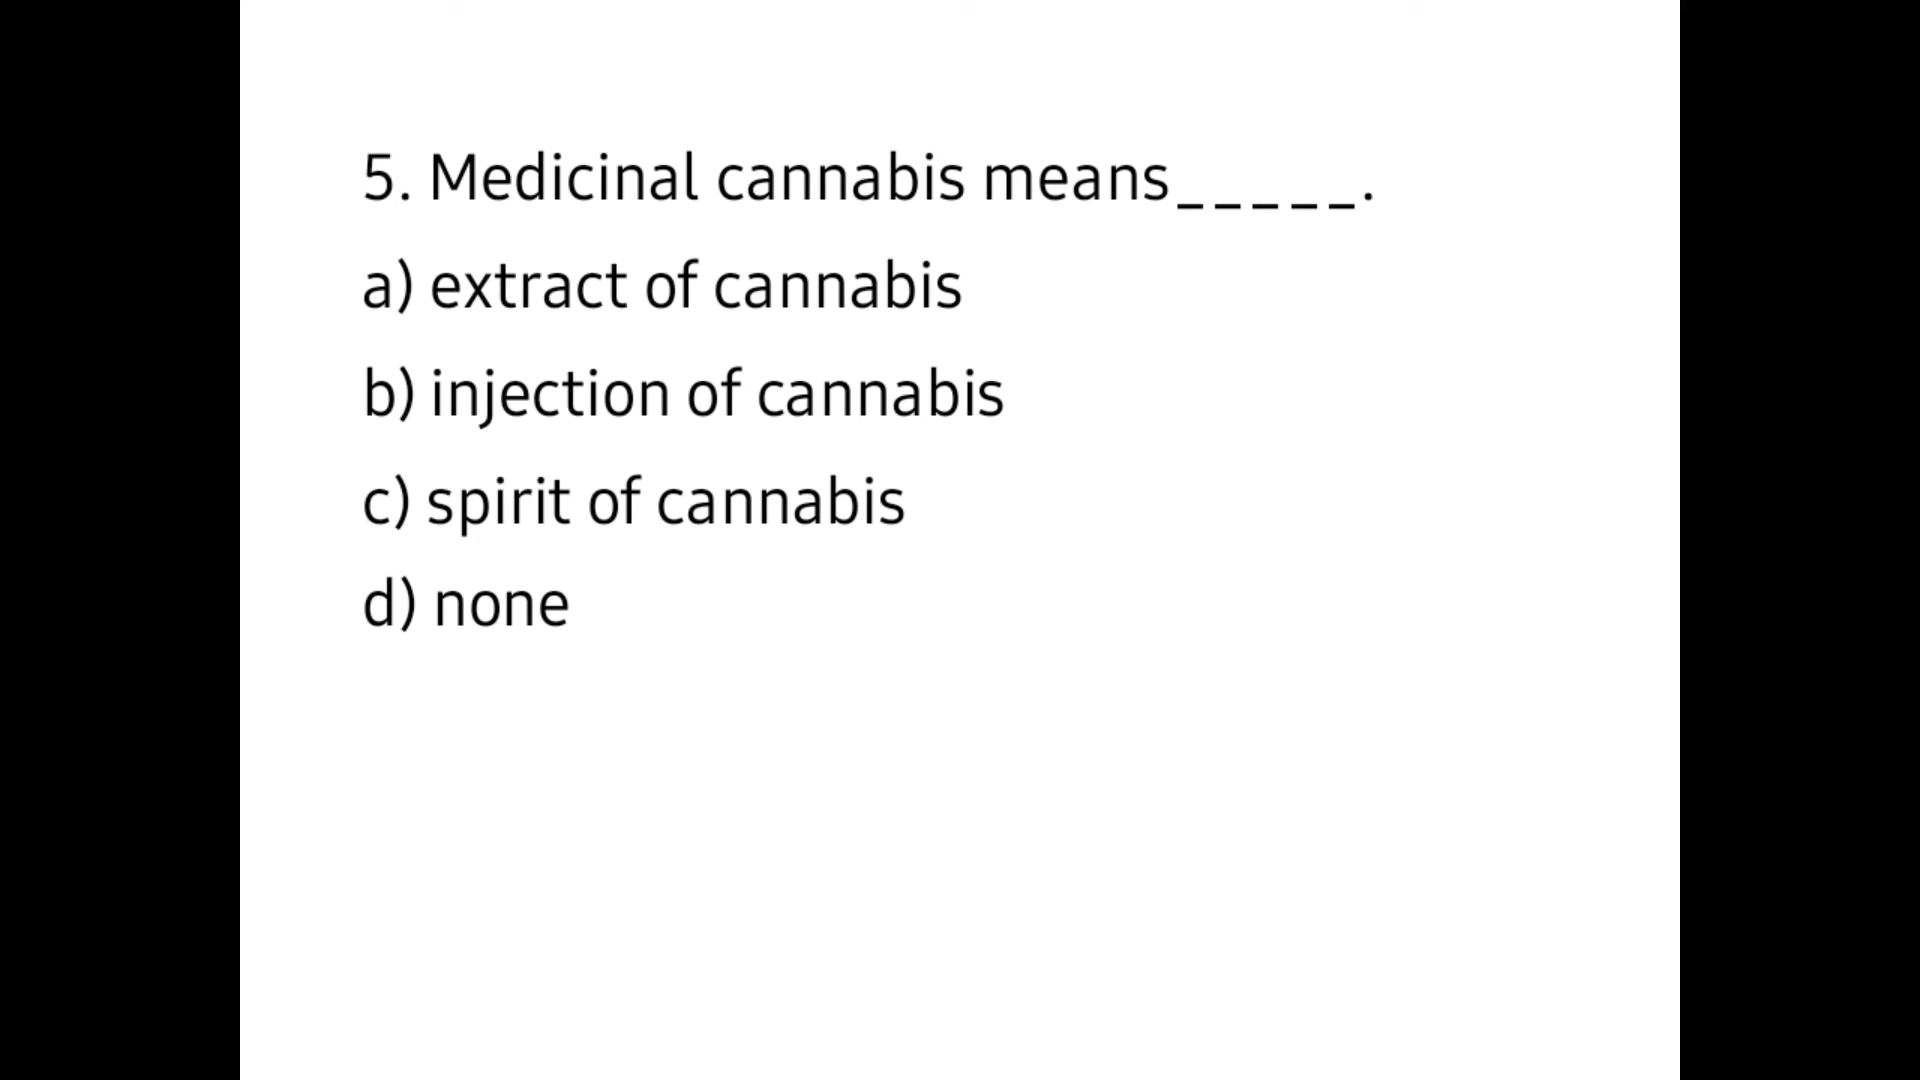 5. Medicinal cannabis means_____.
a) extract of cannabis
b) injection of cannabis
c) spirit of cannabis
d) none